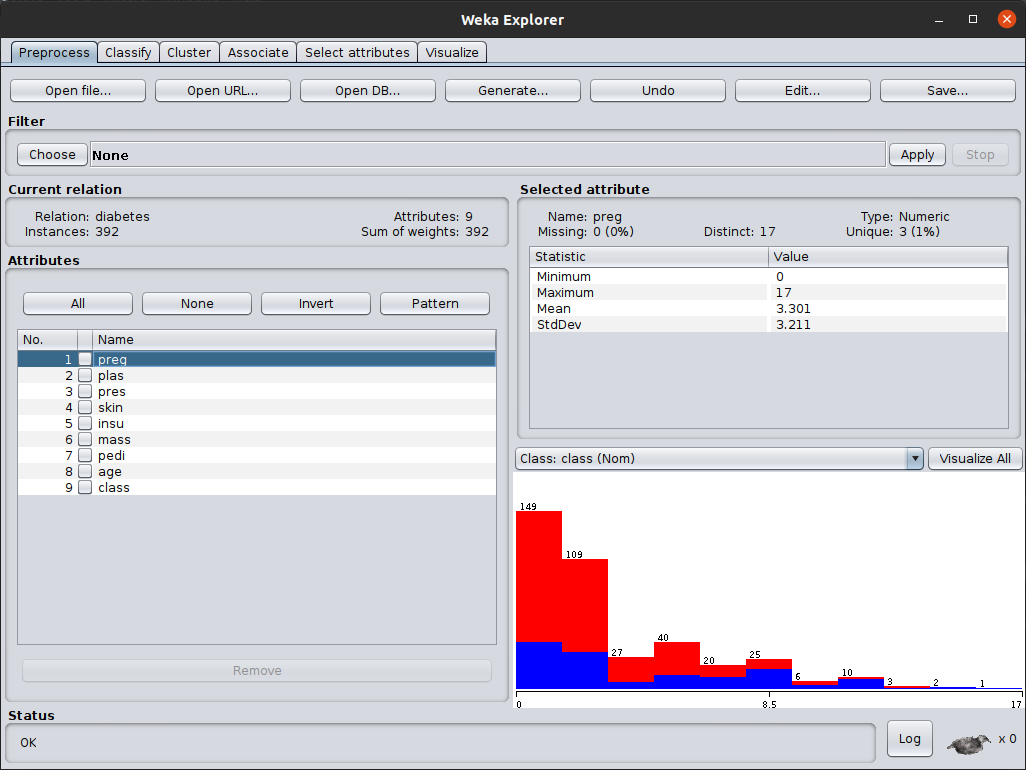 Weka Explorer
Preprocess Classify Cluster Associate Select attributes Visualize
Open file... Open URL... Open DB... Generate... Undo Edit... Save...
Filter
Choose None Apply Stop
Current relation
Relation: diabetes Attributes: 9
Instances: 392 Sum of weights: 392
Attributes
All None Invert Pattern
No. Name
1 preg
2 plas
3 pres
4 skin
5 insu
6 mass
7 pedi
8 age
9 class
Remove
Selected attribute
Name: preg Type: Numeric
Missing: 0 (0%) Distinct: 17 Unique: 3 (1%)
Statistic Value
Minimum 0
Maximum 17
Mean 3.301
StdDev 3.211
Class: class (Nom) Visualize All
149
109
27
40
20
25
6
10
3
2
1
0 8.5 17
Status
OK
Log x 0